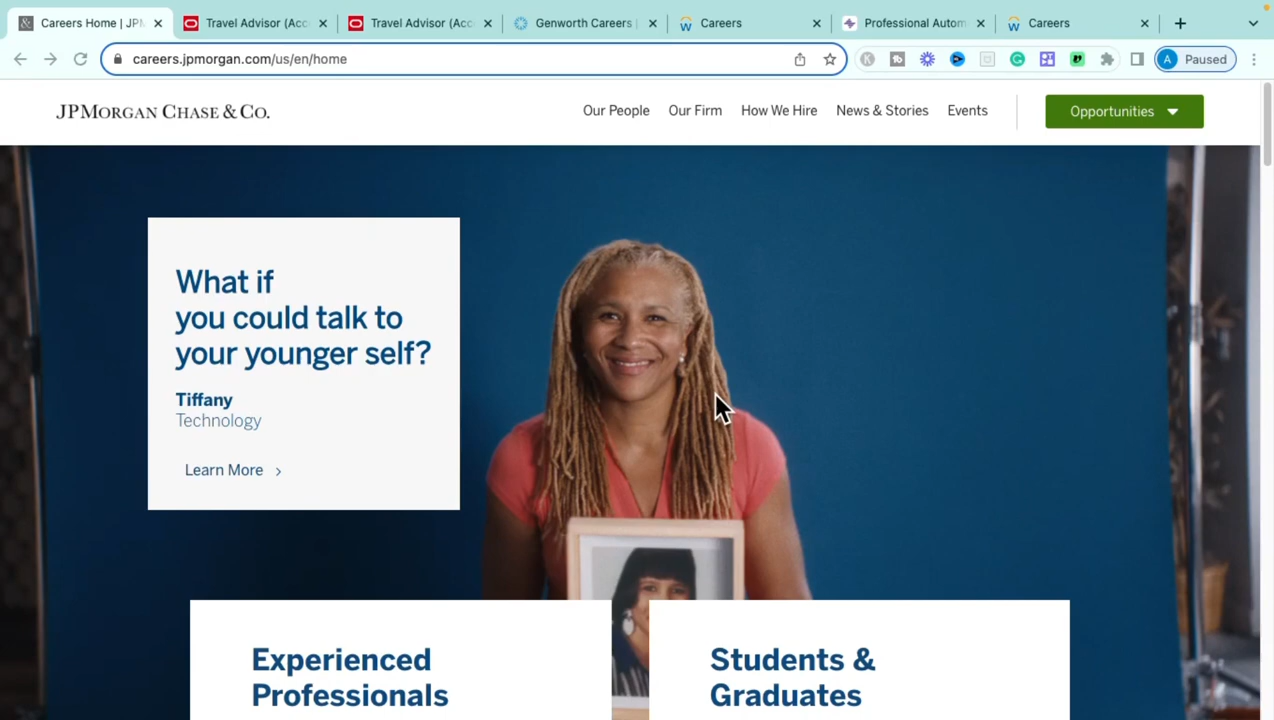 Careers Home | JPM
Travel Advisor (Acc
Travel Advisor (Acc
Genworth Careers |
Careers
Professional Autom
Careers
careers.jpmorgan.com/us/en/home
A Paused
JPMORGAN CHASE & CO.
Our People
Our Firm
How We Hire
News & Stories
Events
Opportunities
What if
you could talk to
your younger self?
Tiffany
Technology
Learn More
Experienced
Professionals
Students &
Graduates